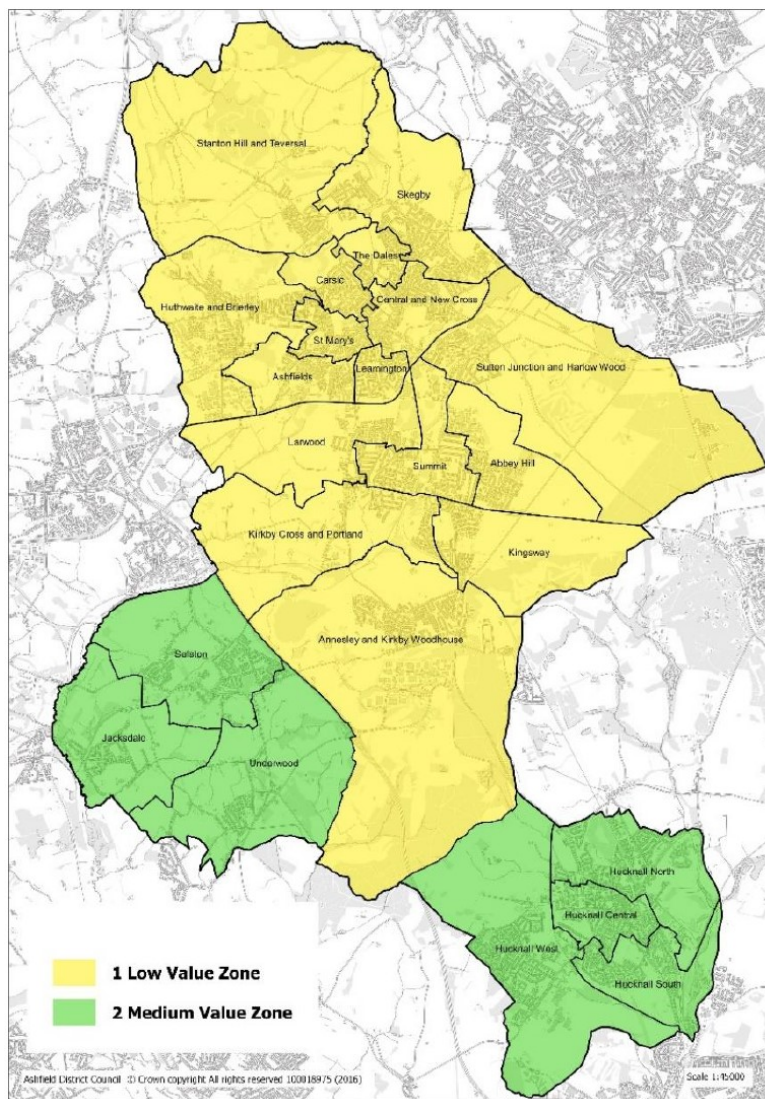 Stanton Hill and Teversal
Skegby
The Dales
Carsic
Huthwaite and Brierley
Central and New Cross
St Mary's
Sutton Junction and Harlow Wood
Ashfields
Leamington
Larwood
Summit
Abbey Hill
Kirkby Cross and Portland
Kingsway
Annesley and Kirkby Woodhouse
Selston
Jacksdale
Underwood
Hucknall North
Hucknall Central
Hucknall West
Hucknall South
1 Low Value Zone
2 Medium Value Zone
Ashfield District Council © Crown copyright All rights reserved 100018975 (2016)
Scale 1:45000